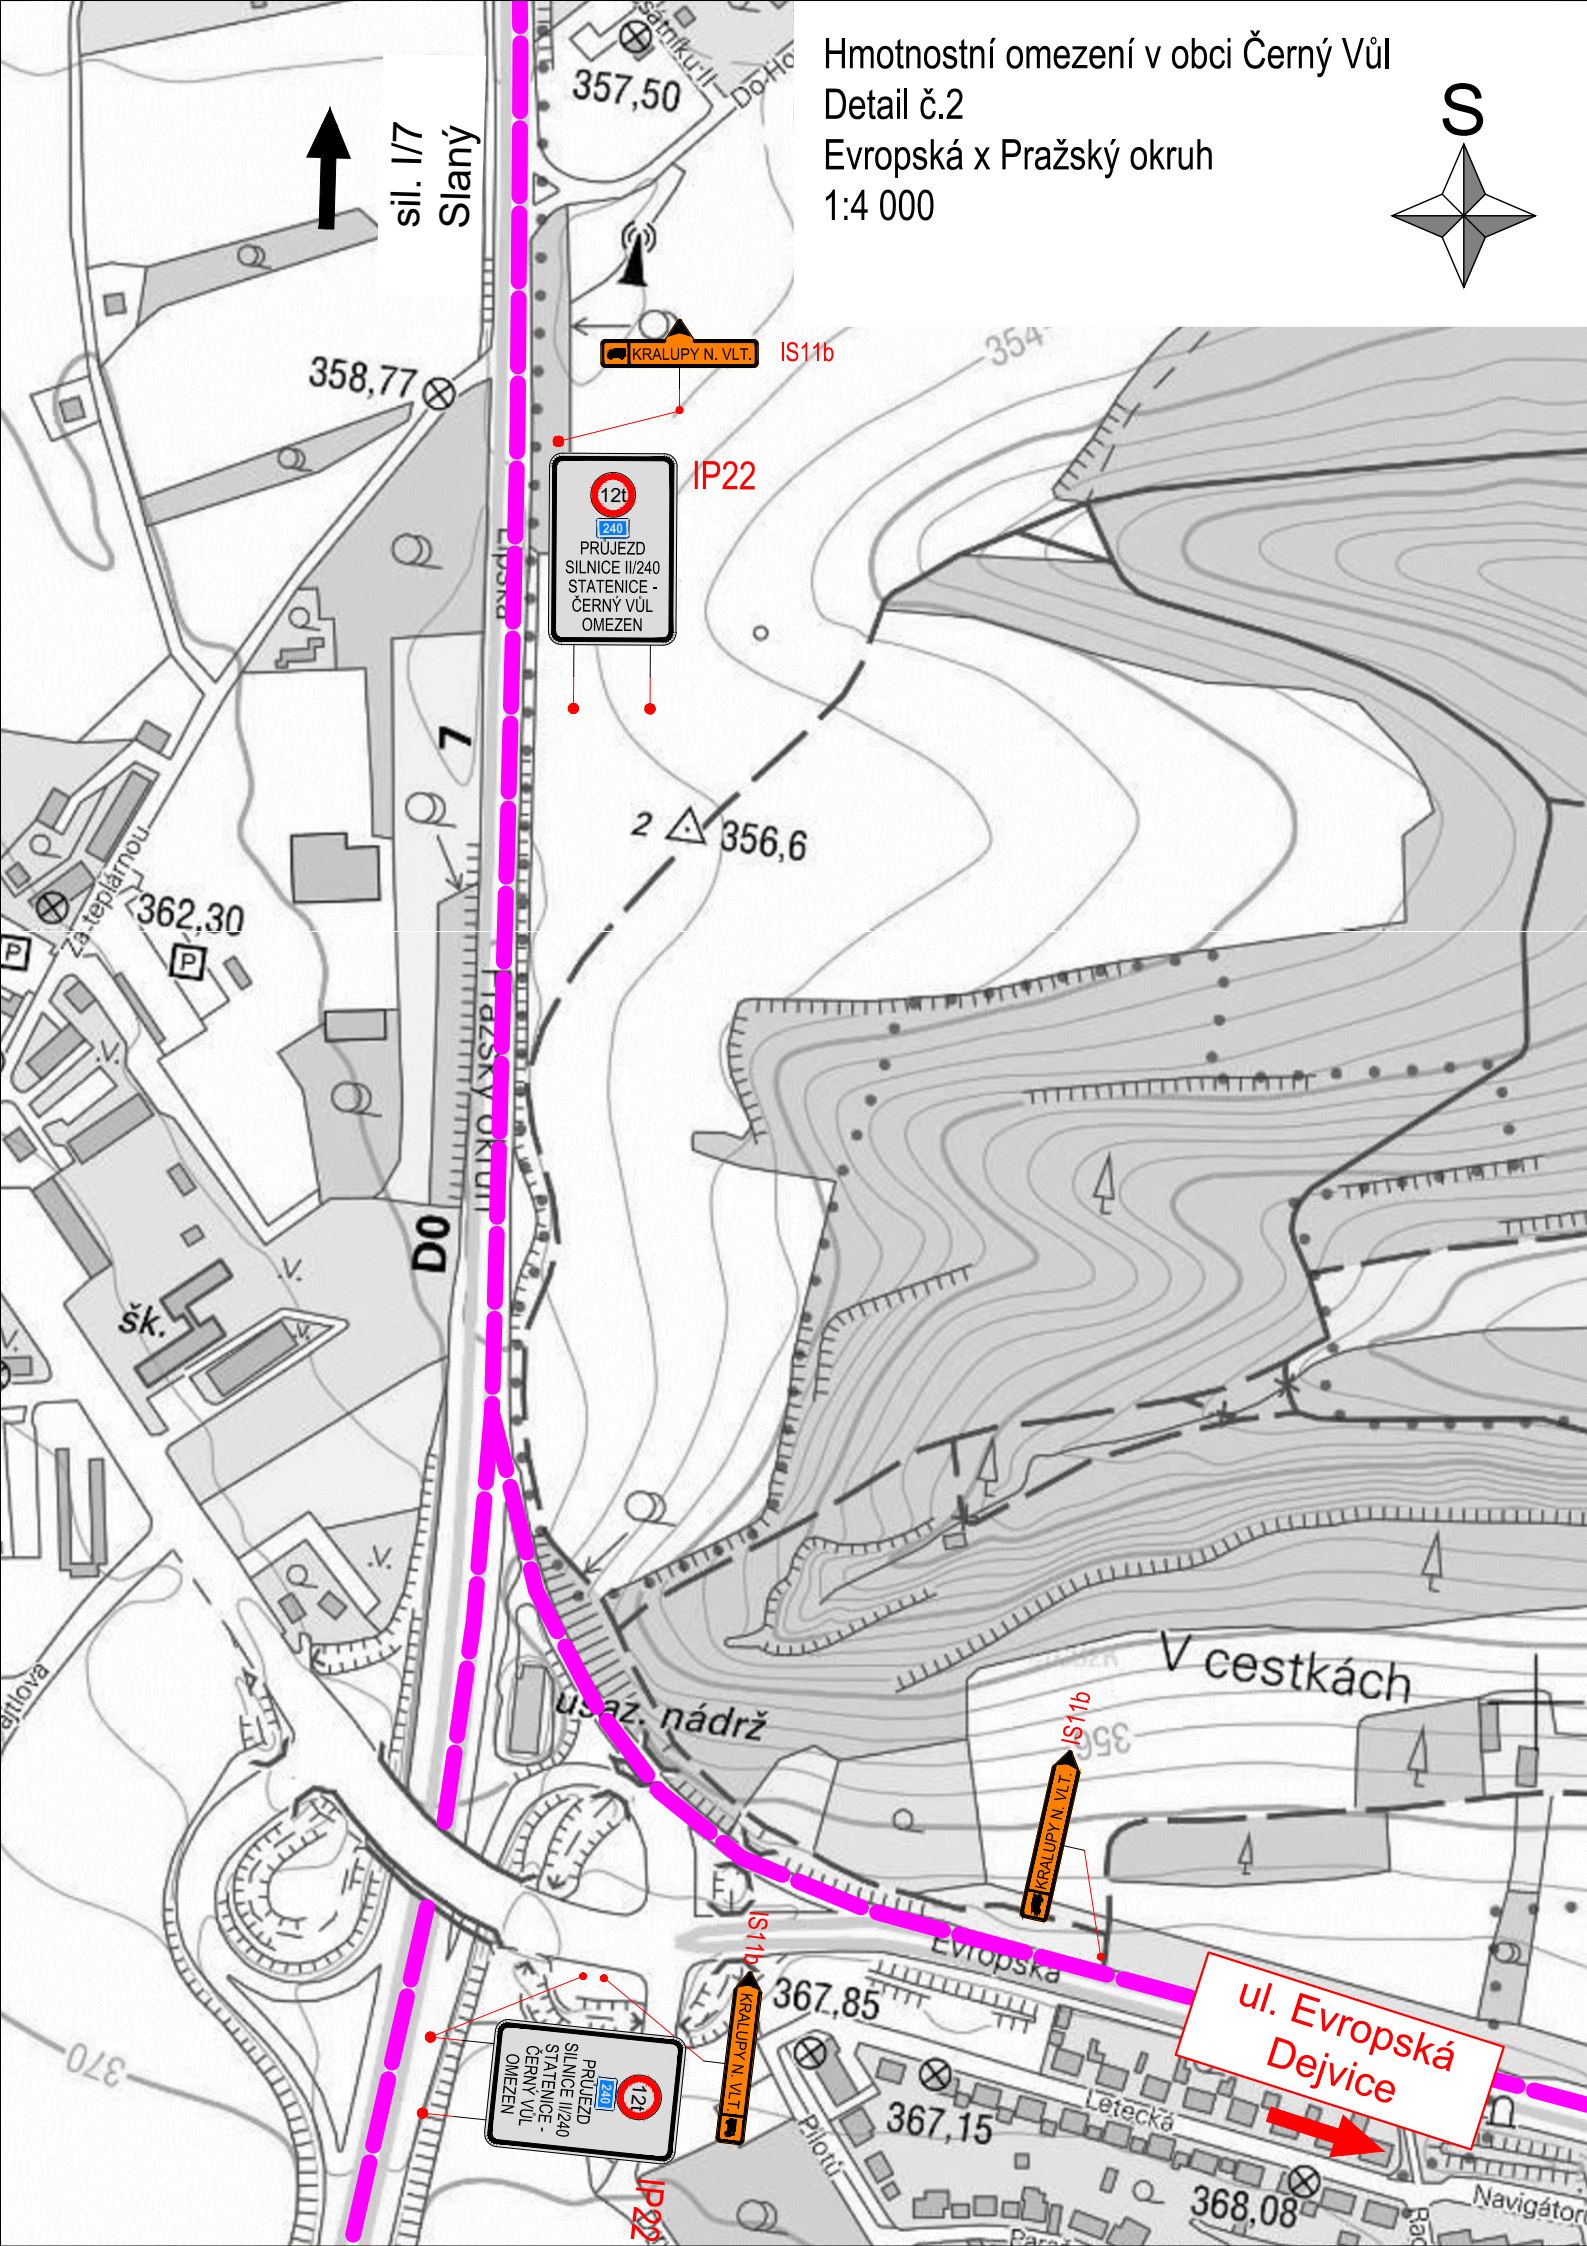 Hmotnostní omezení v obci Černý Vůl
Detail č.2
Evropská x Pražský okruh
1:4 000
S
sil. I/7
Slaný
357,50
354
KRALUPY N. VLT.
IS11b
358,77
IP22
12t
240
PRŮJEZD
SILNICE II/240
STATENICE -
ČERNÝ VŮL
OMEZEN
Lipská
7
2
356,6
Za teplárnou
362,30
P
P
Pražský okruh
D0
.V.
.V.
šk.
.V.
.V.
usaz. nádrž
V cestkách
356
IS11b
KRALUPY N. VLT.
Evropská
IS11b
KRALUPY N. VLT.
367,85
ul. Evropská
Dejvice
370
12t
240
PRŮJEZD
SILNICE II/240
STATENICE -
ČERNÝ VŮL
OMEZEN
IP22
Letecká
367,15
Pilotů
368,08